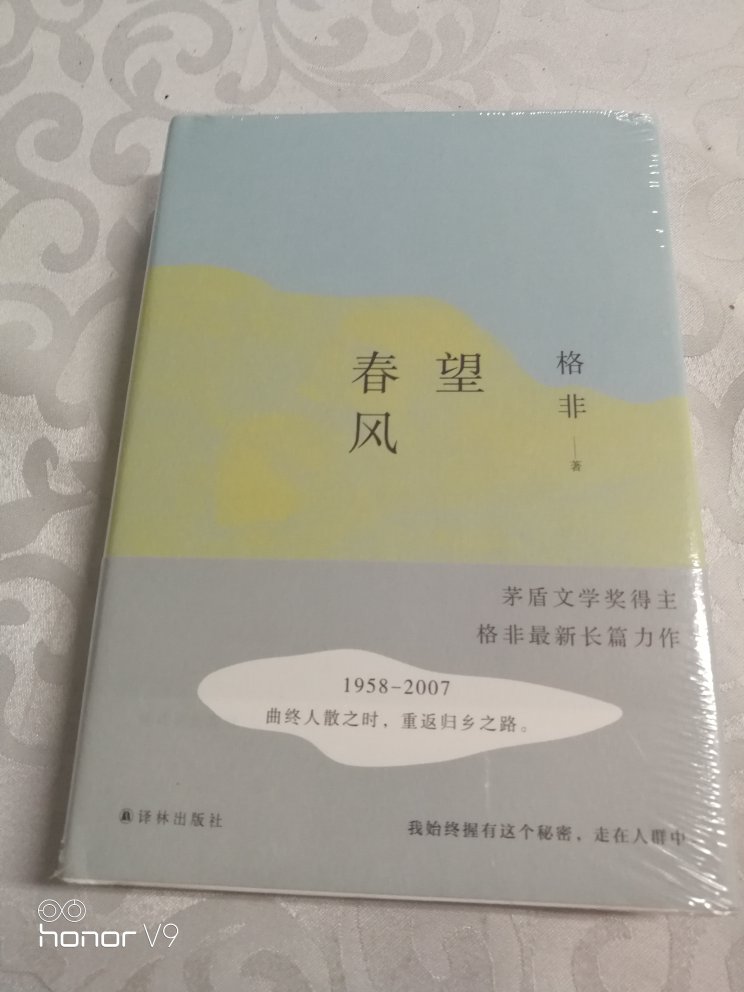 望
春风
格非
著
茅盾文学奖得主
格非最新长篇力作
1958-2007
曲终人散之时，重返归乡之路。
译林出版社
我始终握有这个秘密，走在人群中
honor V9